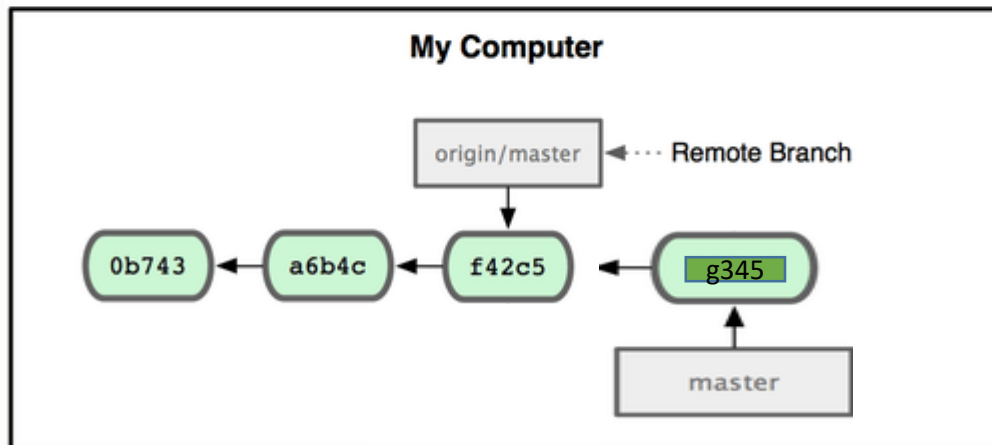 My Computer
origin/master
Remote Branch
0b743
a6b4c
f42c5
g345
master